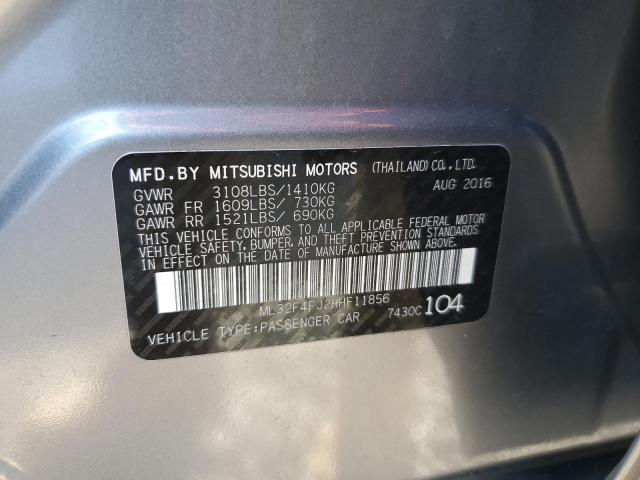 MFD.BY MITSUBISHI MOTORS (THAILAND) CO.,LTD.
GVWR 3108LBS/1410KG AUG 2016
GAWR FR 1609LBS/ 730KG
GAWR RR 1521LBS/ 690KG
THIS VEHICLE CONFORMS TO ALL APPLICABLE FEDERAL MOTOR
VEHICLE SAFETY,BUMPER,AND THEFT PREVENTION STANDARDS
IN EFFECT ON THE DATE OF MANUFACTURE SHOWN ABOVE.
ML32F4FJ2HHF11856
VEHICLE TYPE:PASSENGER CAR 7430C 104